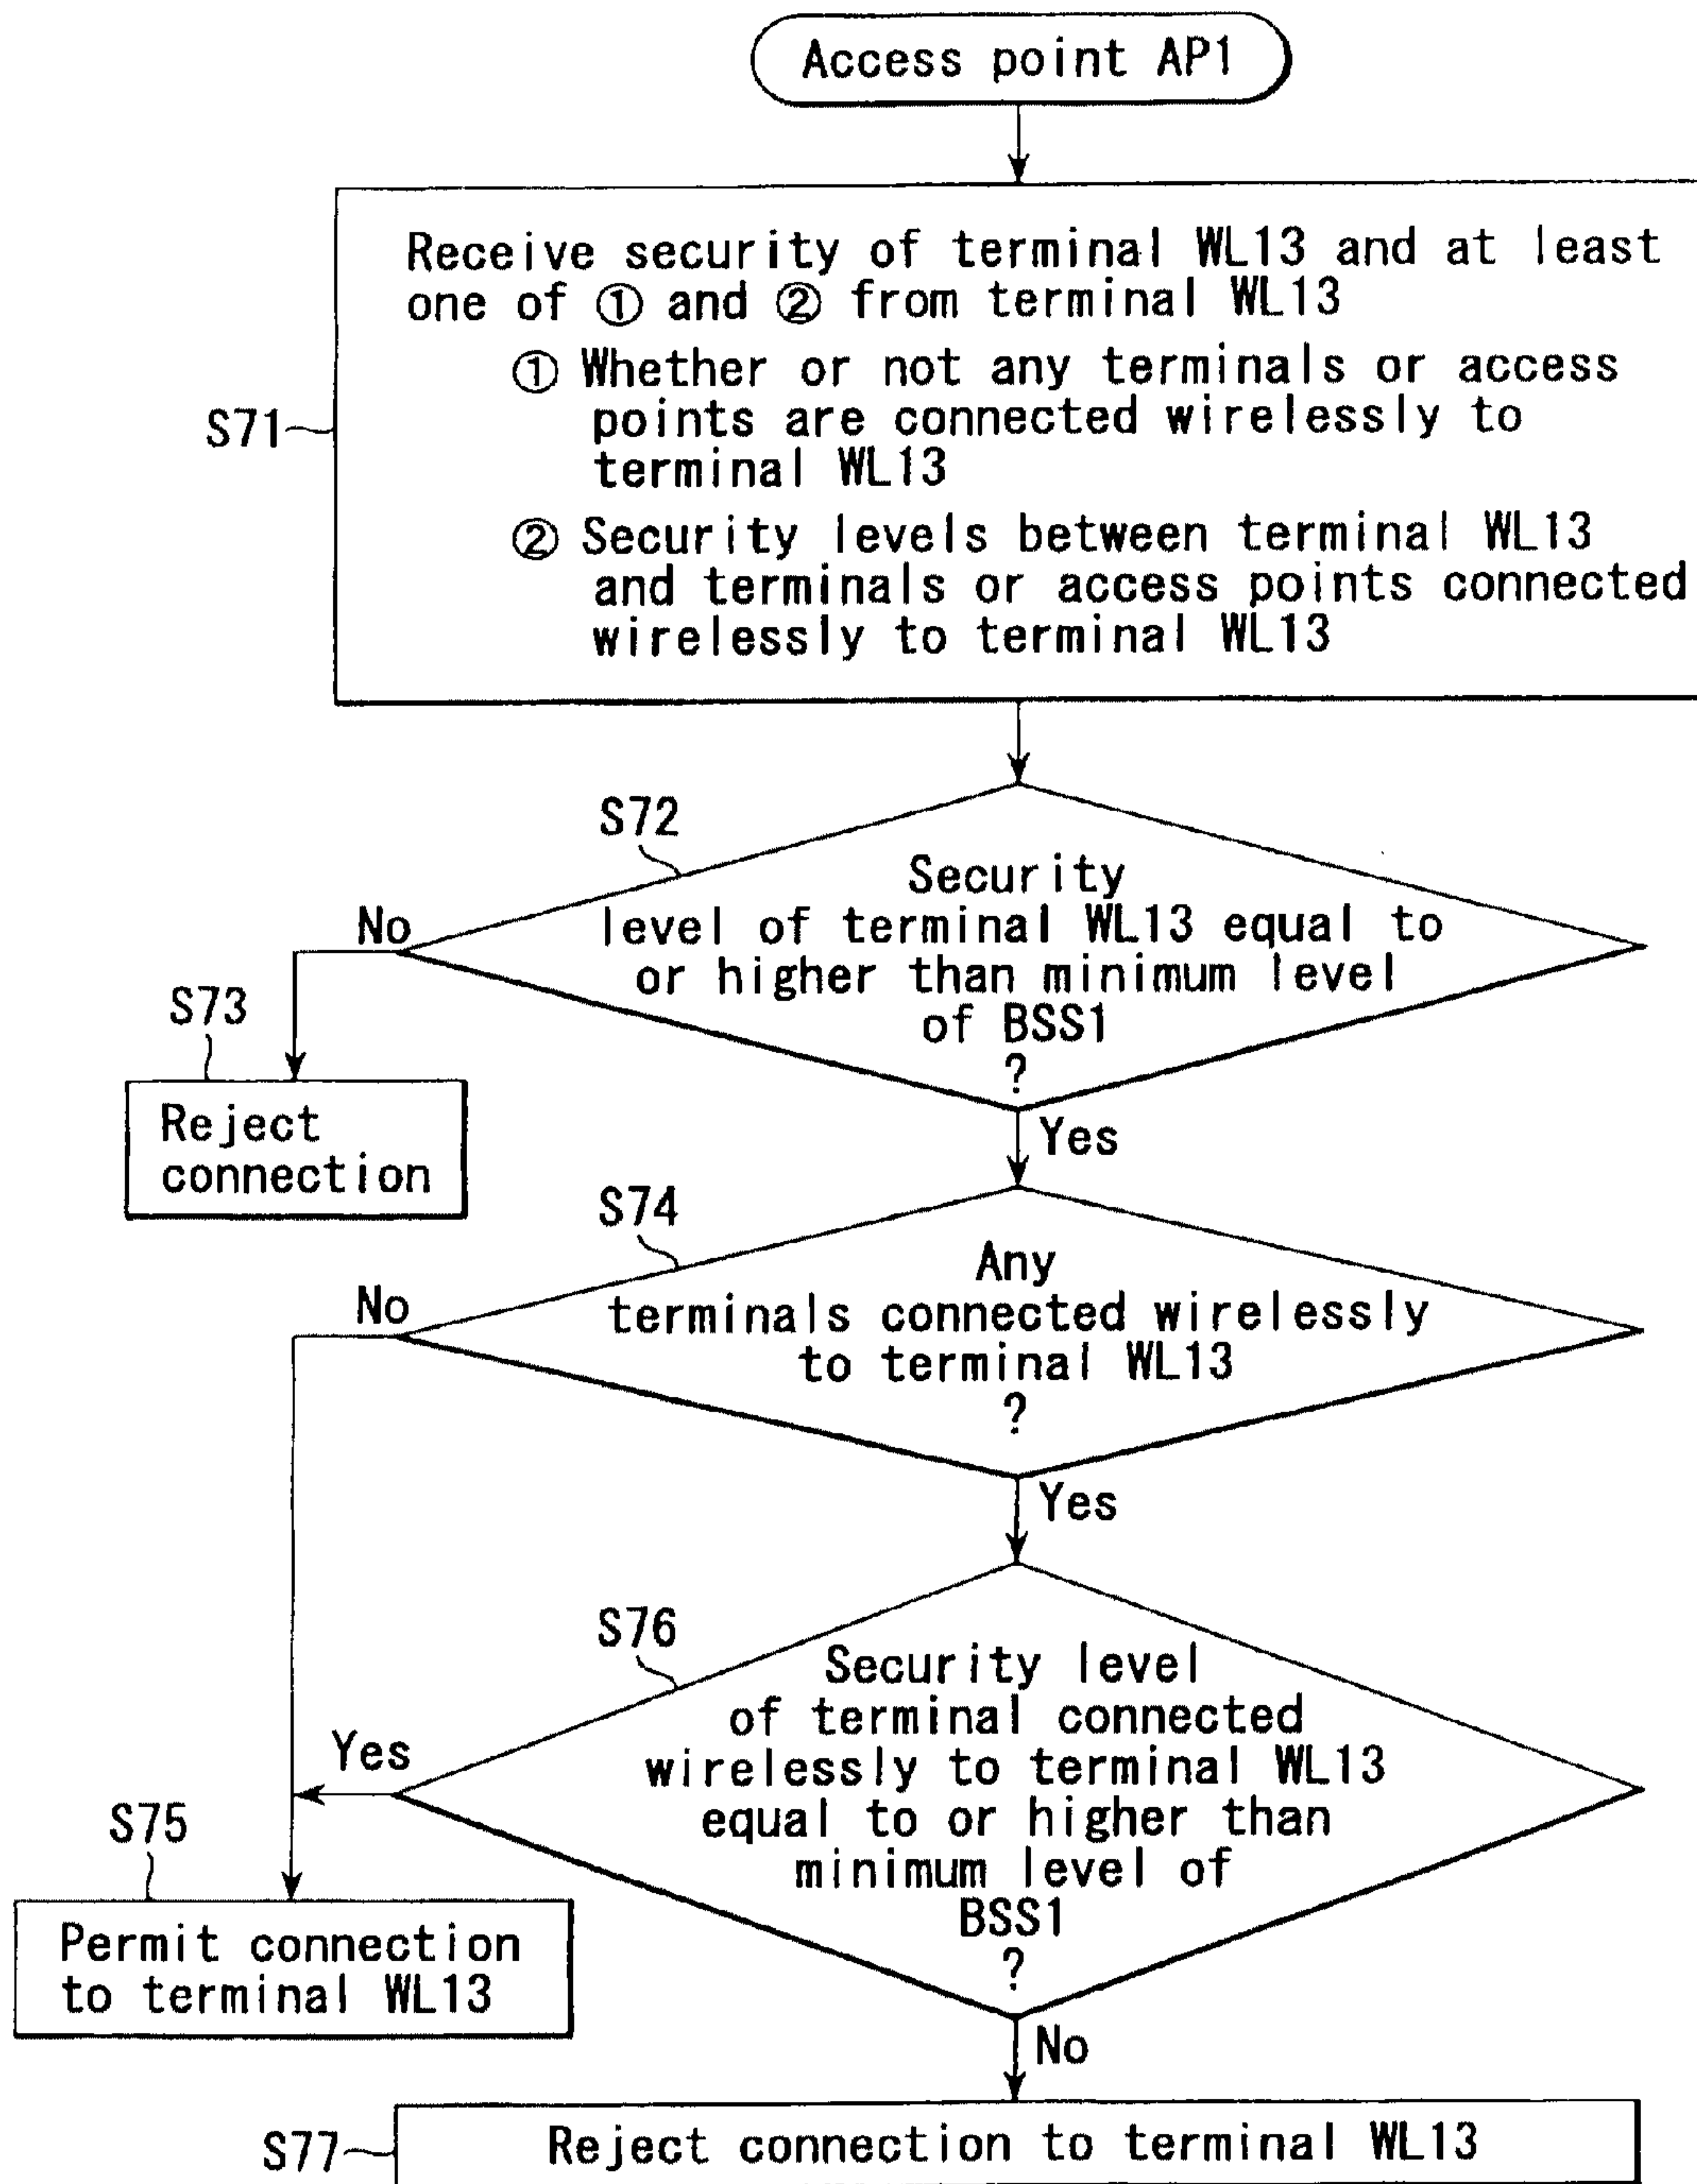 Access point AP1
Receive security of terminal WL13 and at least
one of ① and ② from terminal WL13
① Whether or not any terminals or access
points are connected wirelessly to
terminal WL13
② Security levels between terminal WL13
and terminals or access points connected
wirelessly to terminal WL13
S71
S72
Security
level of terminal WL13 equal to
or higher than minimum level
of BSS1
?
No
S73
Reject
connection
Yes
S74
Any
terminals connected wirelessly
to terminal WL13
?
No
Yes
S76
Security level
of terminal connected
wirelessly to terminal WL13
equal to or higher than
minimum level of
BSS1
?
Yes
S75
Permit connection
to terminal WL13
No
S77
Reject connection to terminal WL13